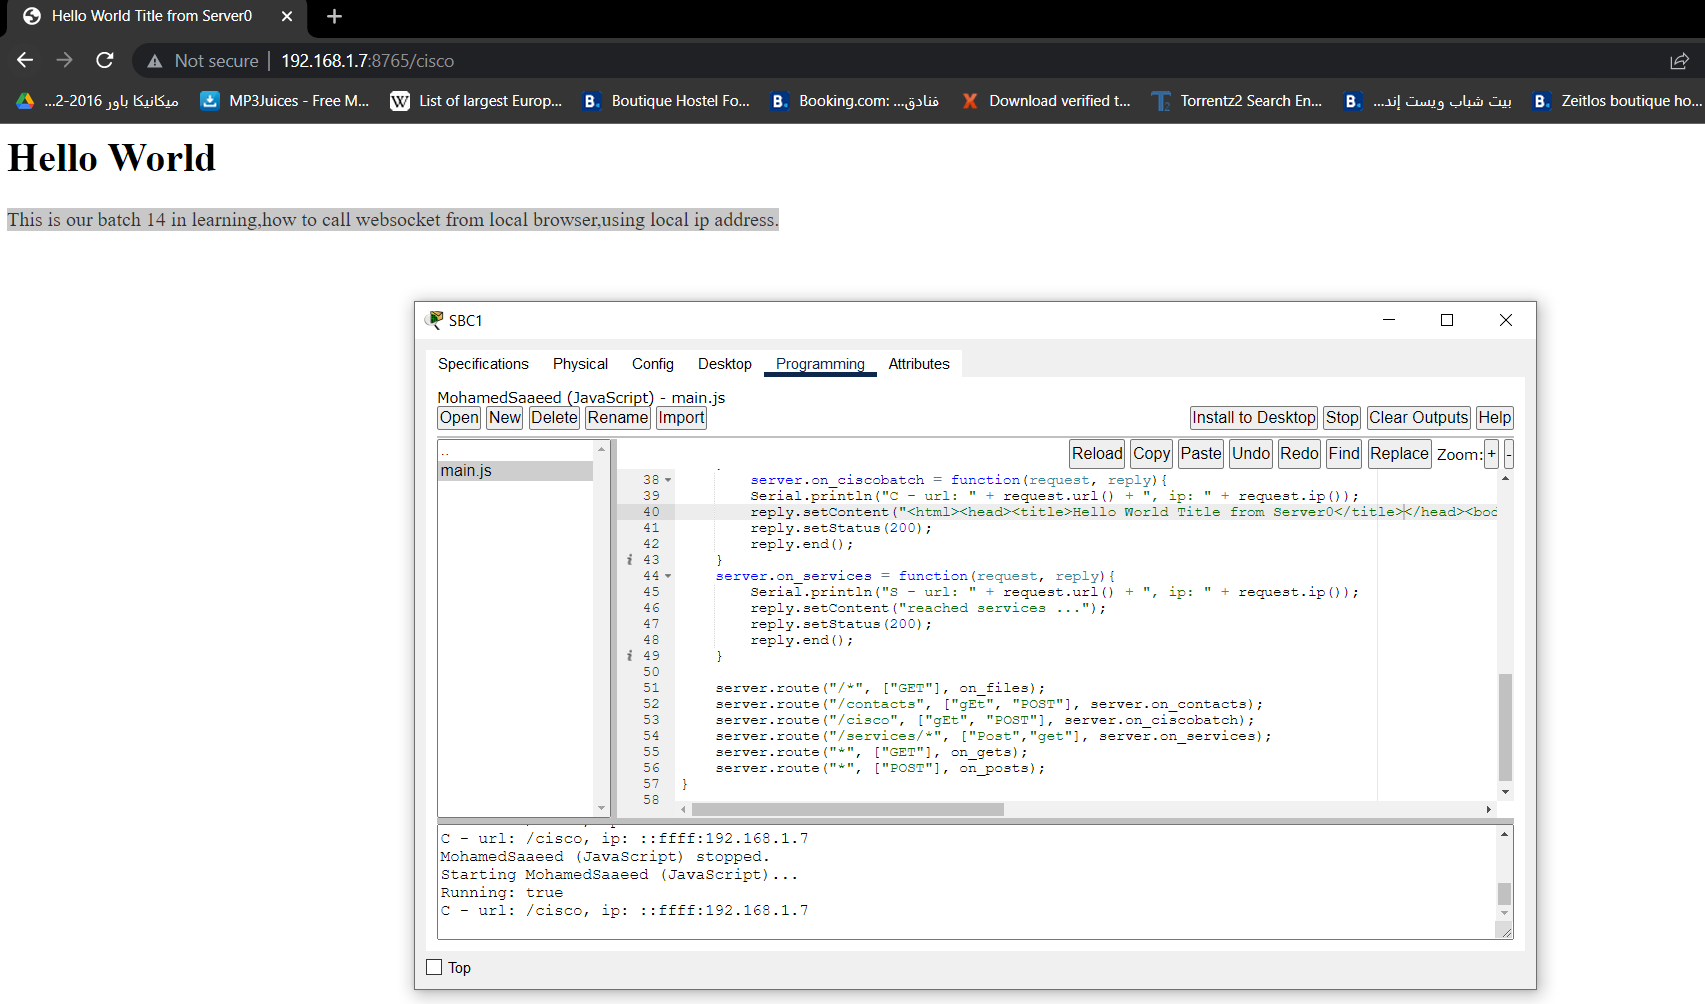 Hello World Title from Server0
Not secure | 192.168.1.7:8765/cisco
ميكانيكا باور 2016-2...
MP3Juices - Free M...
List of largest Europ...
Boutique Hostel Fo...
Booking.com: فنادق...
Download verified t...
Torrentz2 Search En...
بيت شباب ويست إند...
Zeitlos boutique ho...
Hello World
This is our batch 14 in learning,how to call websocket from local browser,using local ip address.
SBC1
Specifications Physical Config Desktop Programming Attributes
MohamedSaaeed (JavaScript) - main.js
Open New Delete Rename Import Install to Desktop Stop Clear Outputs Help
Reload Copy Paste Undo Redo Find Replace Zoom: + -
..
main.js
38 server.on_ciscobatch = function(request, reply){
39 Serial.println("C - url: " + request.url() + ", ip: " + request.ip());
40 reply.setContent("<html><head><title>Hello World Title from Server0</title></head><bod
41 reply.setStatus(200);
42 reply.end();
43 }
44 server.on_services = function(request, reply){
45 Serial.println("S - url: " + request.url() + ", ip: " + request.ip());
46 reply.setContent("reached services ...");
47 reply.setStatus(200);
48 reply.end();
49 }
50
51 server.route("/*", ["GET"], on_files);
52 server.route("/contacts", ["gEt", "POST"], server.on_contacts);
53 server.route("/cisco", ["gEt", "POST"], server.on_ciscobatch);
54 server.route("/services/*", ["Post","get"], server.on_services);
55 server.route("*", ["GET"], on_gets);
56 server.route("*", ["POST"], on_posts);
57 }
58
C - url: /cisco, ip: ::ffff:192.168.1.7
MohamedSaaeed (JavaScript) stopped.
Starting MohamedSaaeed (JavaScript)...
Running: true
C - url: /cisco, ip: ::ffff:192.168.1.7
Top